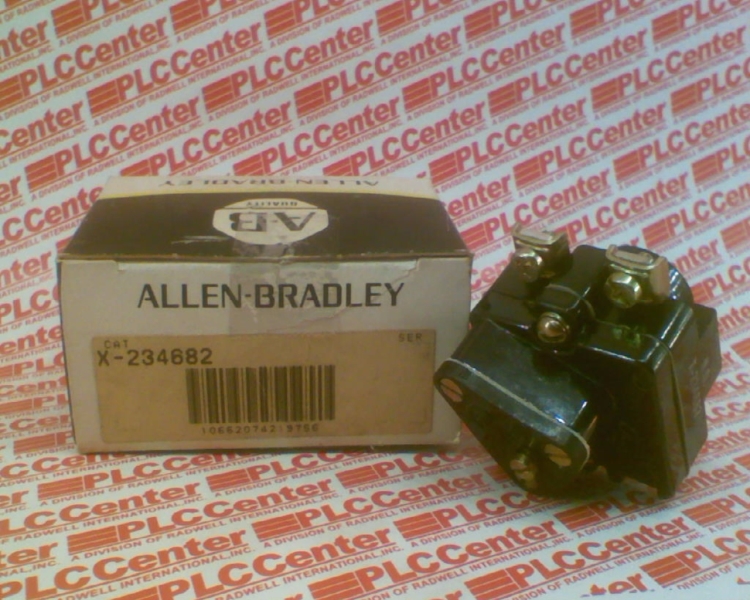 PLCCenter
A DIVISION OF RADWELL INTERNATIONAL, INC.
ALLEN-BRADLEY
A-B
QUALITY
ALLEN-BRADLEY
CAT
SER
X-234682